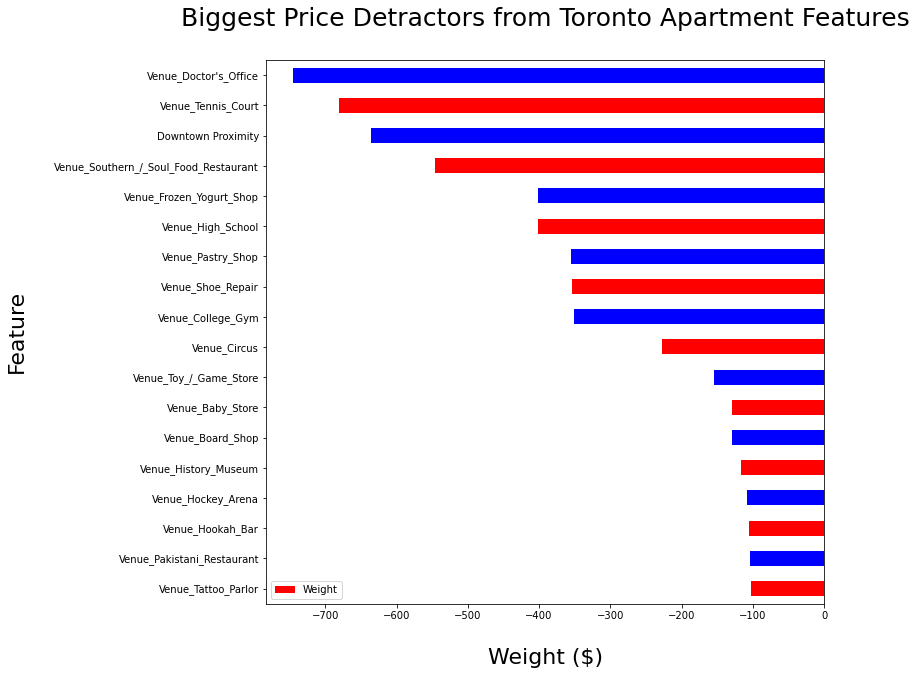 Biggest Price Detractors from Toronto Apartment Features
Venue_Doctor's_Office
Venue_Tennis_Court
Downtown Proximity
Venue_Southern_/_Soul_Food_Restaurant
Venue_Frozen_Yogurt_Shop
Venue_High_School
Venue_Pastry_Shop
Venue_Shoe_Repair
Venue_College_Gym
Venue_Circus
Venue_Toy_/_Game_Store
Venue_Baby_Store
Venue_Board_Shop
Venue_History_Museum
Venue_Hockey_Arena
Venue_Hookah_Bar
Venue_Pakistani_Restaurant
Venue_Tattoo_Parlor
Feature
Weight
−700 −600 −500 −400 −300 −200 −100 0
Weight ($)